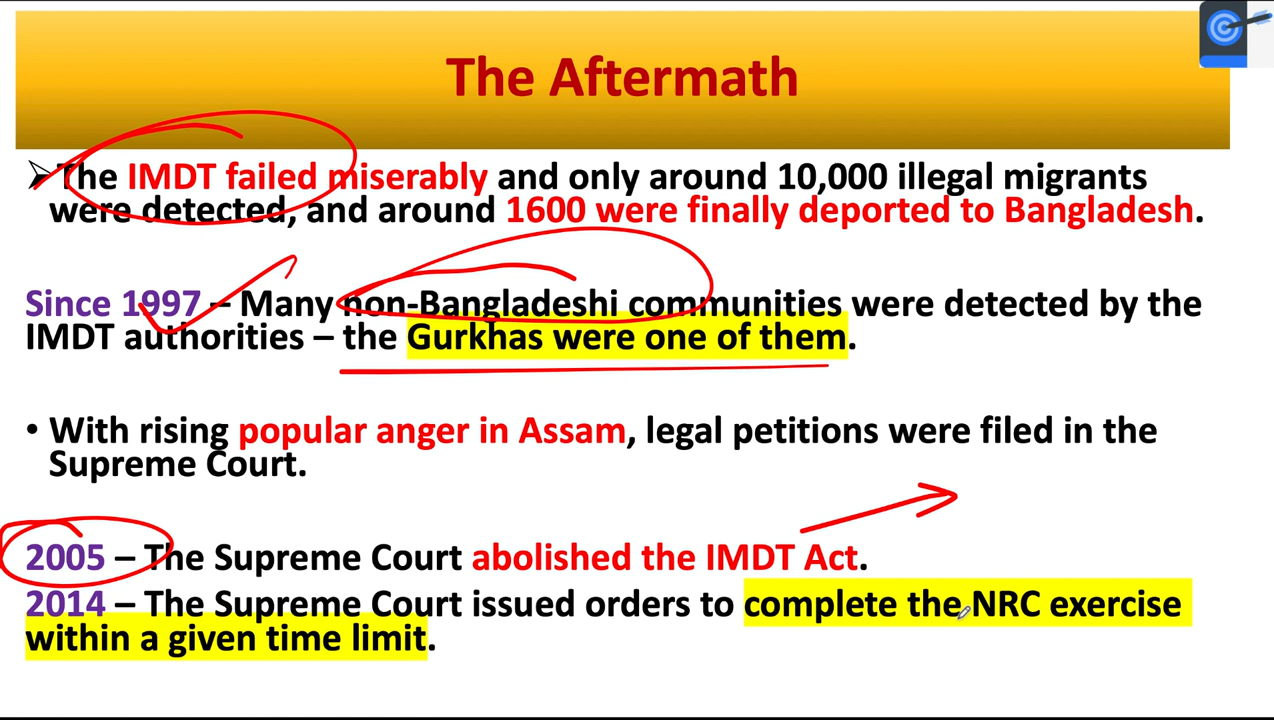 The Aftermath
The IMDT failed miserably and only around 10,000 illegal migrants
were detected, and around 1600 were finally deported to Bangladesh.
Since 1997 – Many non-Bangladeshi communities were detected by the
IMDT authorities – the Gurkhas were one of them.
• With rising popular anger in Assam, legal petitions were filed in the
Supreme Court.
2005 – The Supreme Court abolished the IMDT Act.
2014 – The Supreme Court issued orders to complete the NRC exercise
within a given time limit.